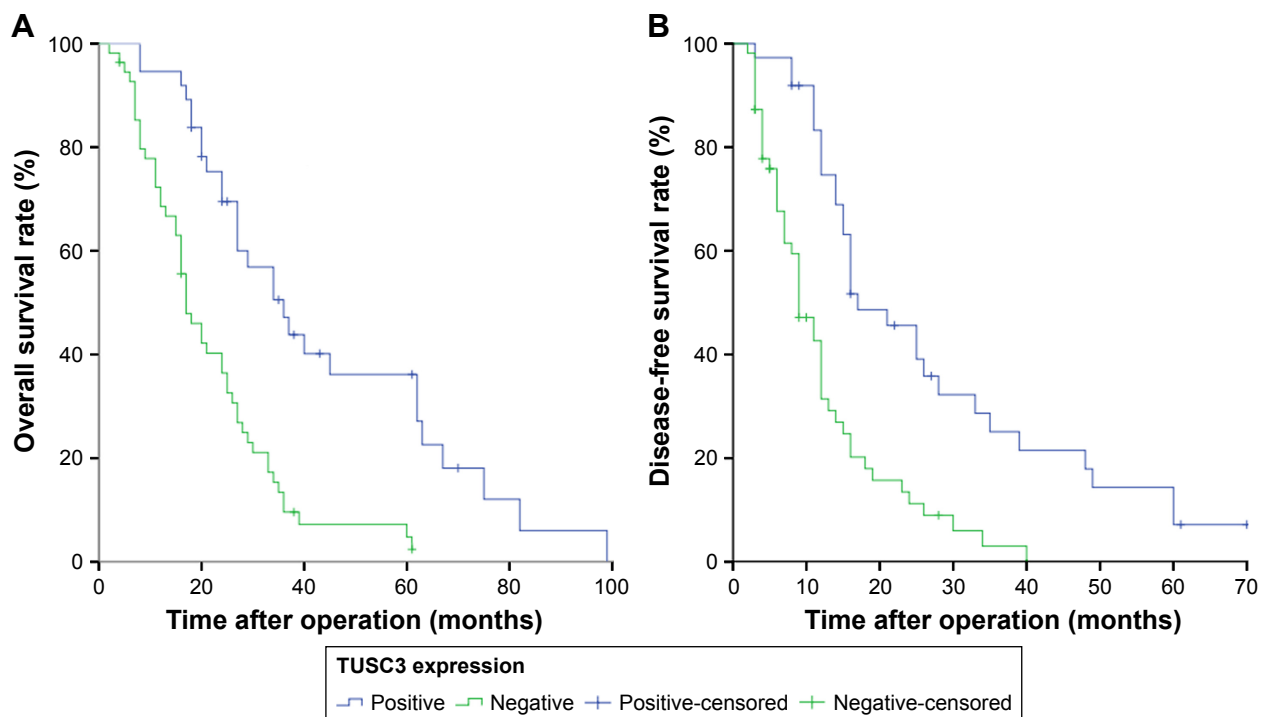 A
B
Overall survival rate (%)
100
80
60
40
20
0
0 20 40 60 80 100
Time after operation (months)
Disease-free survival rate (%)
100
80
60
40
20
0
0 10 20 30 40 50 60 70
Time after operation (months)
TUSC3 expression
Positive Negative Positive-censored Negative-censored